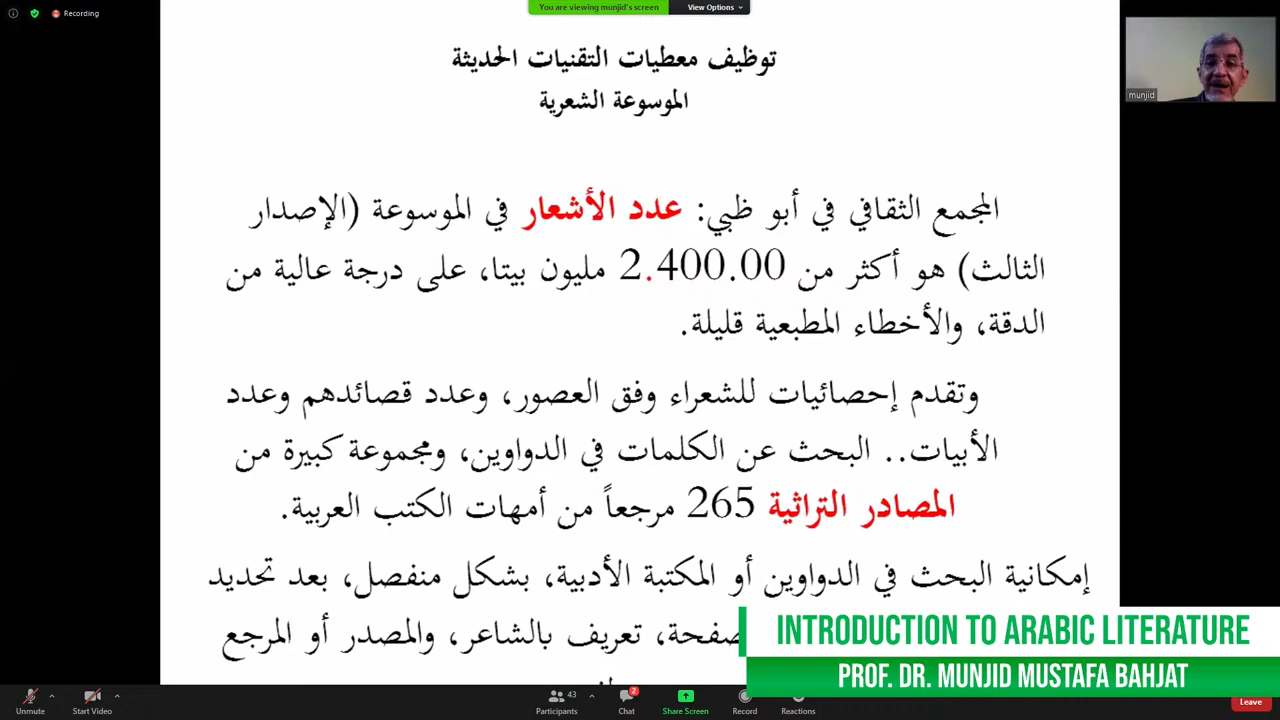 Recording
You are viewing munjid's screen
View Options
توظيف معطيات التقنيات الحديثة
الموسوعة الشعرية
munjid
المجمع الثقافي في أبو ظبي: عدد الأشعار في الموسوعة (الإصدار
الثالث) هو أكثر من 2.400.00 مليون بيتا، على درجة عالية من
الدقة، والأخطاء المطبعية قليلة.
وتقدم إحصائيات للشعراء وفق العصور، وعدد قصائدهم وعدد
الأبيات.. البحث عن الكلمات في الدواوين، ومجموعة كبيرة من
المصادر التراثية 265 مرجعاً من أمهات الكتب العربية.
إمكانية البحث في الدواوين أو المكتبة الأدبية، بشكل منفصل، بعد تحديد
تعريف بالشاعر، والمصدر أو المرجع
INTRODUCTION TO ARABIC LITERATURE
PROF. DR. MUNJID MUSTAFA BAHJAT
Unmute
Start Video
Participants
43
Chat
2
Share Screen
Record
Reactions
Leave